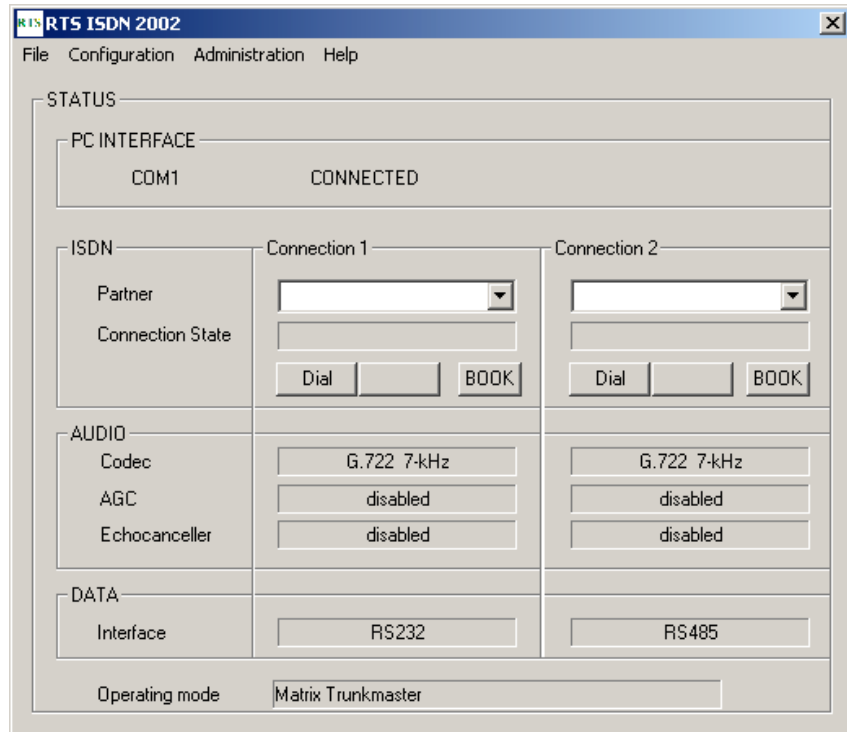 RTS RTS ISDN 2002
File Configuration Administration Help
STATUS
PC INTERFACE
COM1 CONNECTED
ISDN Connection 1 Connection 2
Partner
Connection State
Dial BOOK Dial BOOK
AUDIO
Codec G.722 7-kHz G.722 7-kHz
AGC disabled disabled
Echocanceller disabled disabled
DATA
Interface RS232 RS485
Operating mode Matrix Trunkmaster